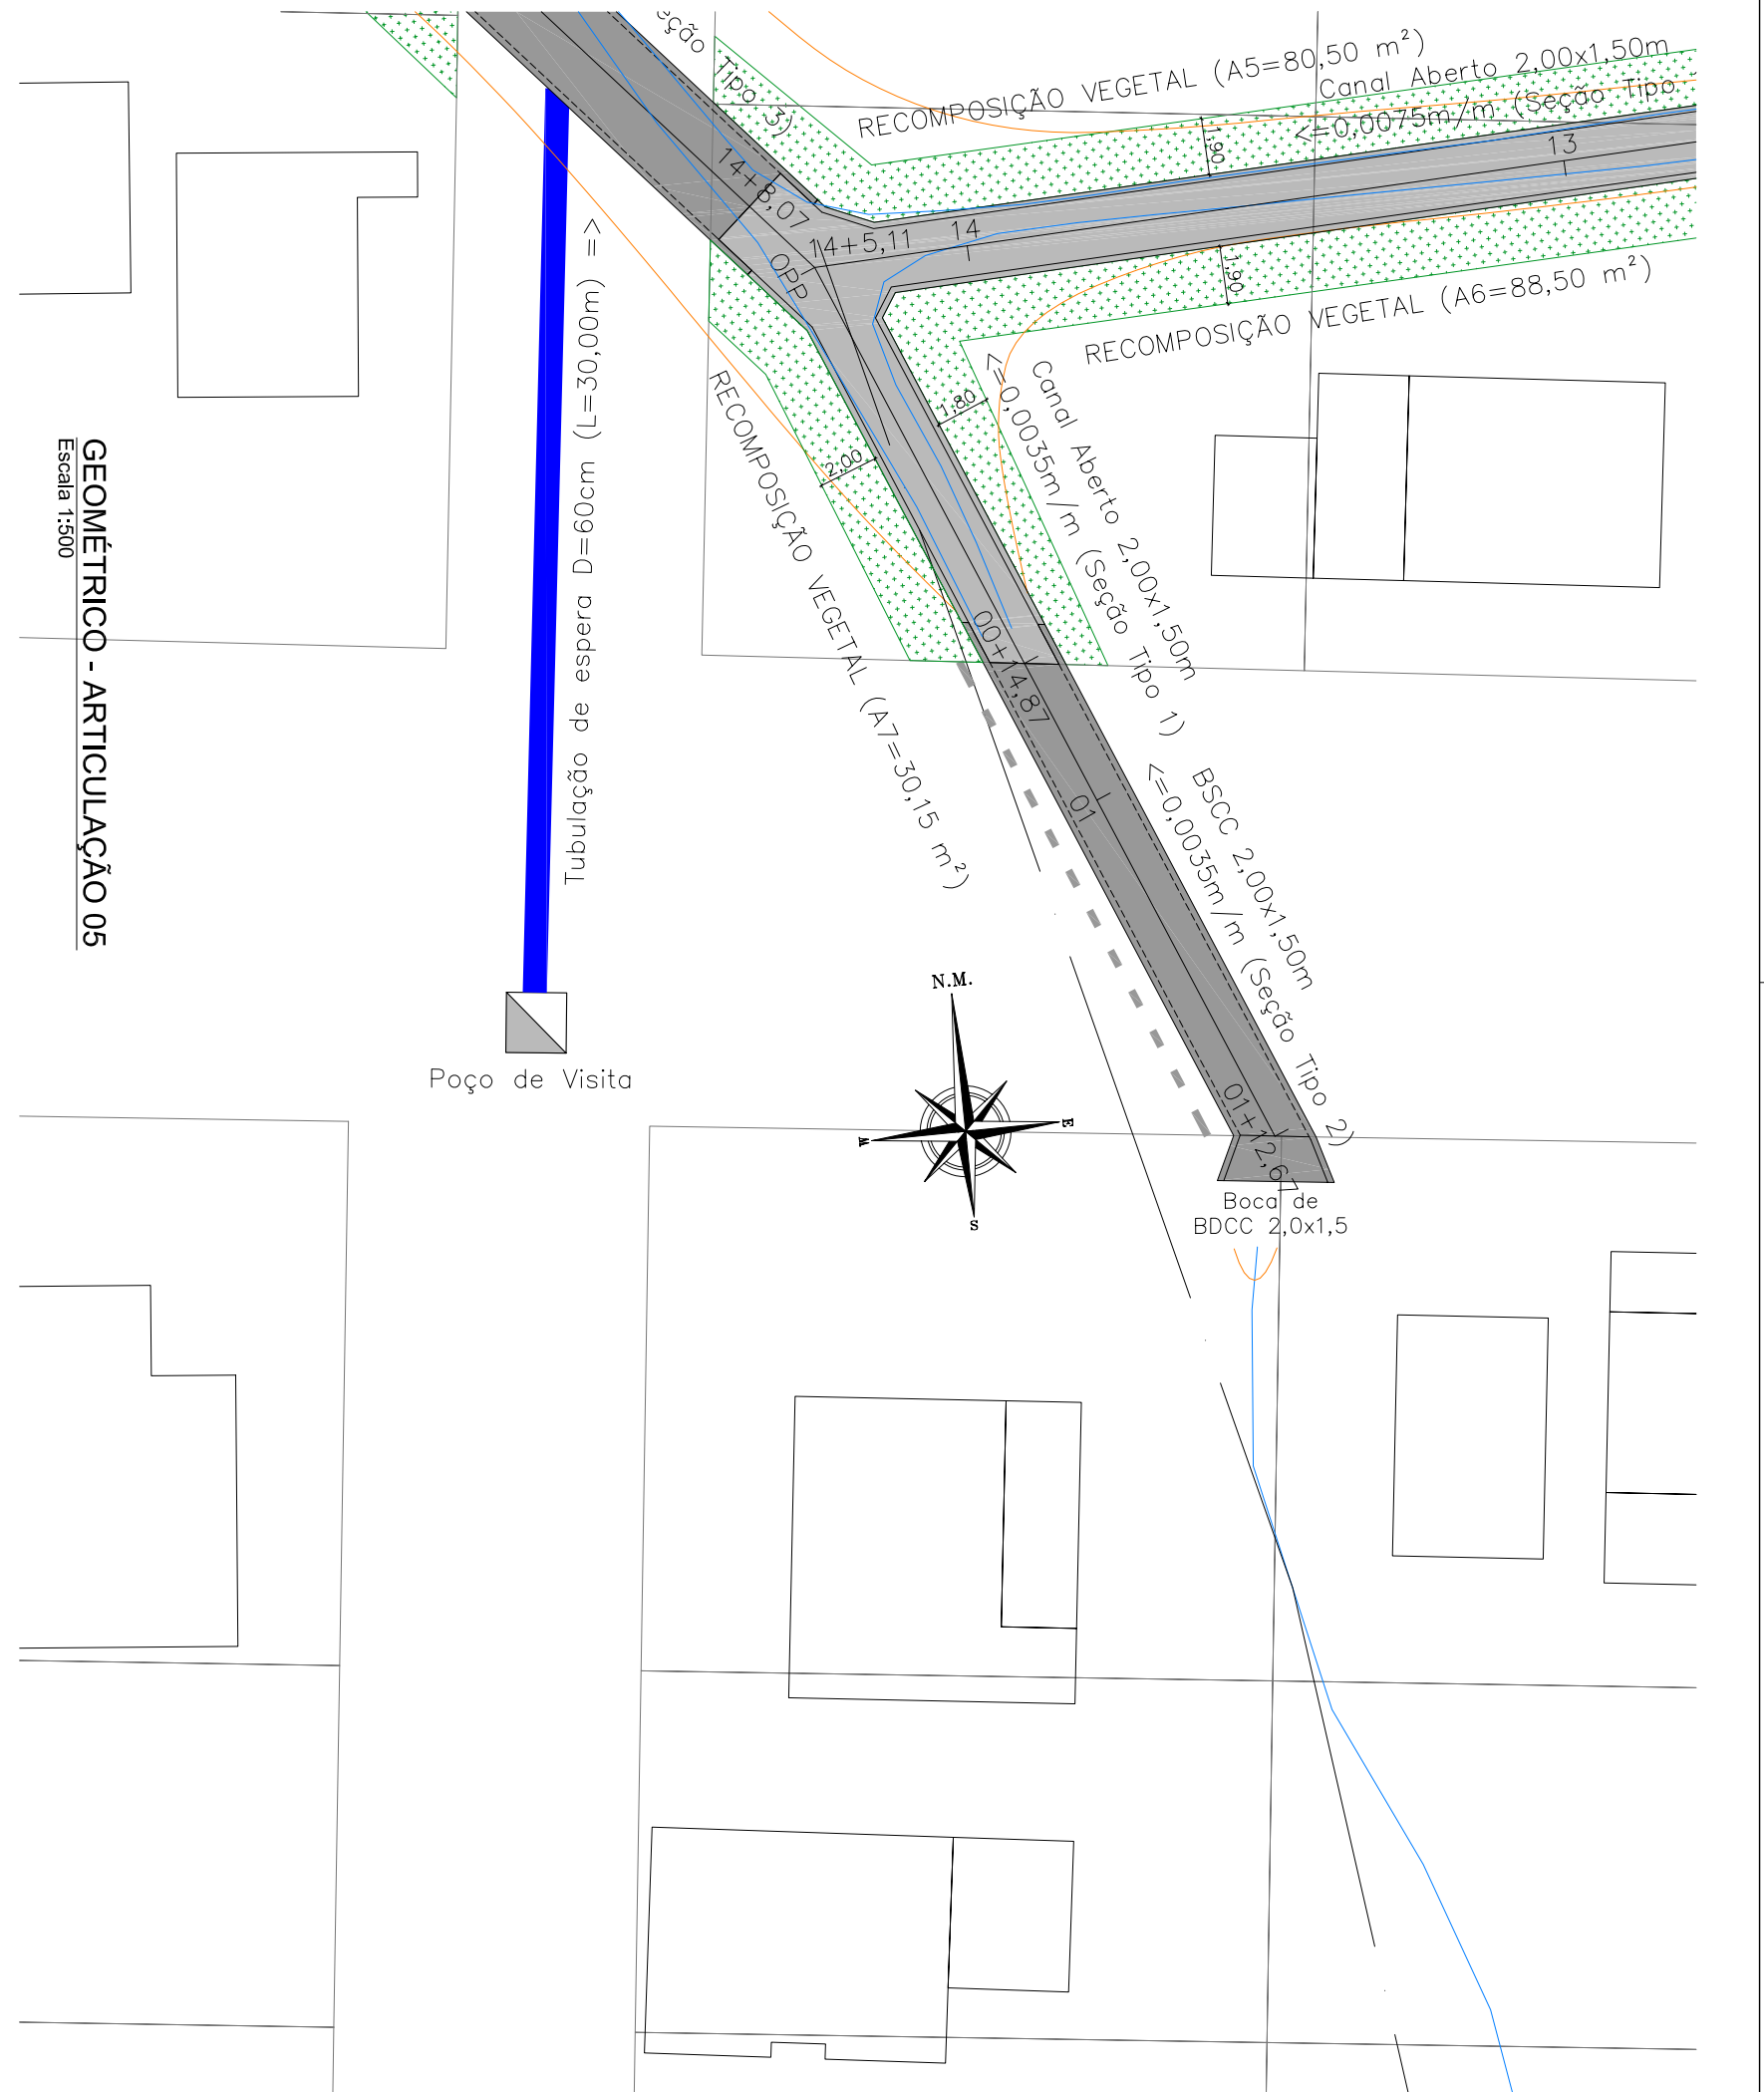 eção Tipo 3)
RECOMPOSIÇÃO VEGETAL (A5=80,50 m²)
Canal Aberto 2,00x1,50m
<=0,0075m/m (Seção Tipo
1,90
13
14+8,07
14+5,11
14
OPP
1,90
RECOMPOSIÇÃO VEGETAL (A6=88,50 m²)
1,80
2,00
Canal Aberto 2,00x1,50m
<=0,0035m/m (Seção Tipo 1)
RECOMPOSIÇÃO VEGETAL (A7=30,15 m²)
Tubulação de espera D=60cm (L=30,00m) =>
GEOMÉTRICO - ARTICULAÇÃO 05
Escala 1:500
00+14,87
01
BSCC 2,00x1,50m
<=0,0035m/m (Seção Tipo 2)
N.M.
E
W
S
Poço de Visita
01+12,67
Boca de
BDCC 2,0x1,5